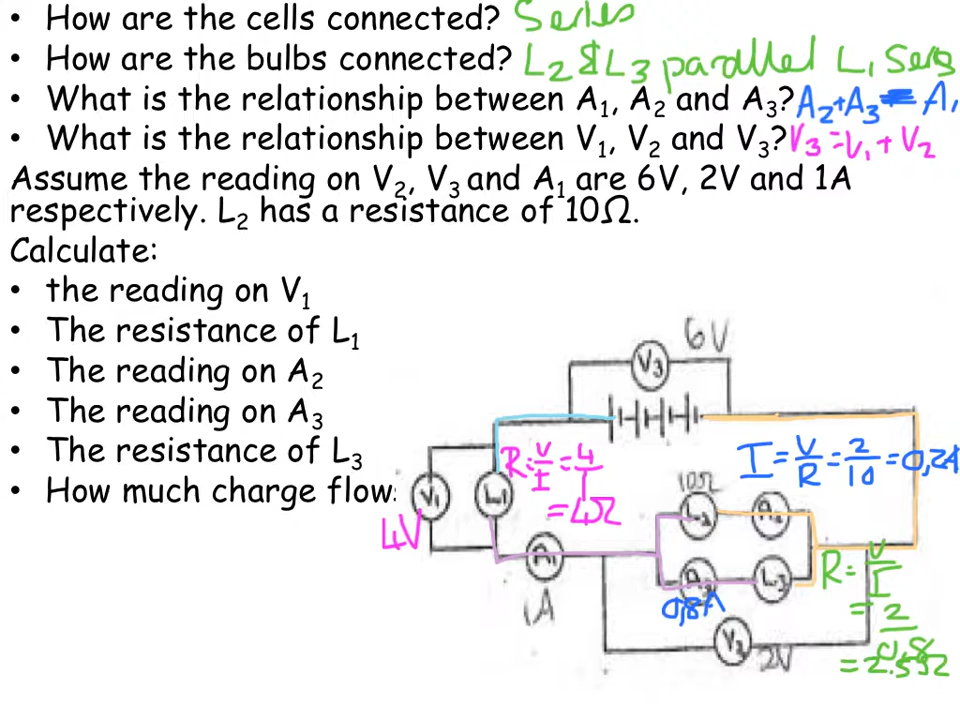 • How are the cells connected? Series
• How are the bulbs connected? L₂ & L₃ parallel L₁ Series
• What is the relationship between A₁, A₂ and A₃? A₂+A₃ = A₁
• What is the relationship between V₁, V₂ and V₃? V₃ = V₁ + V₂
Assume the reading on V₂, V₃ and A₁ are 6V, 2V and 1A
respectively. L₂ has a resistance of 10Ω.
Calculate:
• the reading on V₁
• The resistance of L₁
• The reading on A₂
• The reading on A₃
• The resistance of L₃
• How much charge flow
6V
V₃
R=V/I=4/1
=4Ω
I=V/R=2/10=0,2A
V₁
L₁
4V
10Ω
L₂
A₂
A₁
1A
A₃
L₃
0,8A
R=V/I
=2/0,8
=2.5Ω
2V